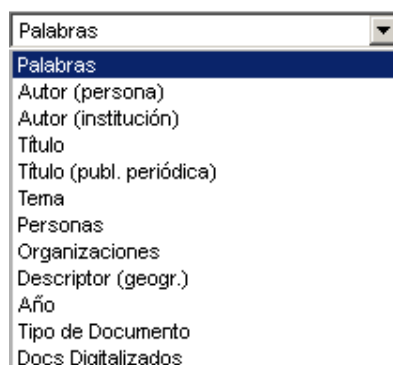 Palabras
Palabras
Autor (persona)
Autor (institución)
Título
Título (publ. periódica)
Tema
Personas
Organizaciones
Descriptor (geogr.)
Año
Tipo de Documento
Docs Digitalizados